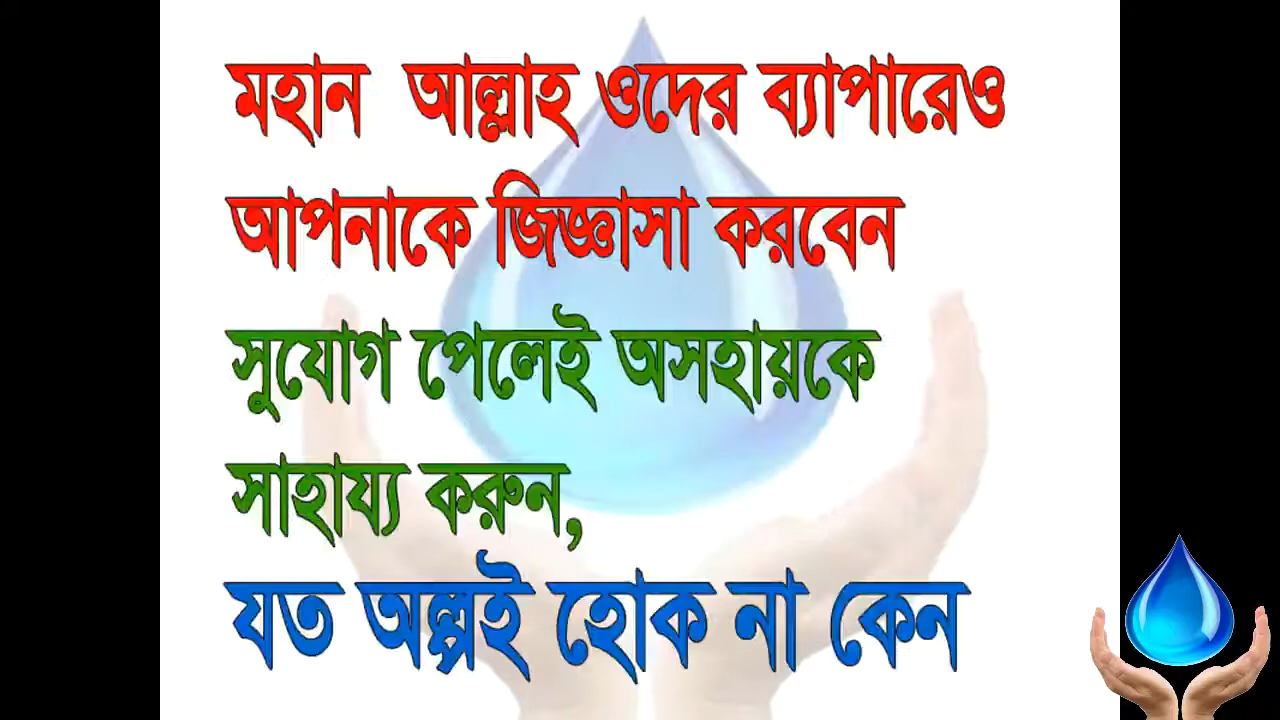 মহান আল্লাহ ওদের ব্যাপারেও
আপনাকে জিজ্ঞাসা করবেন
সুযোগ পেলেই অসহায়কে
সাহায্য করুন,
যত অল্পই হোক না কেন